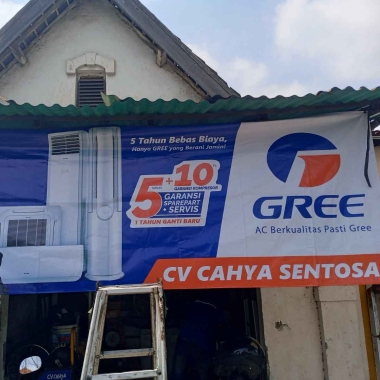 5 Tahun Bebas Biaya,
Hanya GREE yang Berani Jamin!
5+10
GARANSI KOMPRESOR
GARANSI
SPAREPART
+ SERVIS
1 TAHUN GANTI BARU
GREE
AC Berkualitas Pasti Gree
CV CAHYA SENTOSA